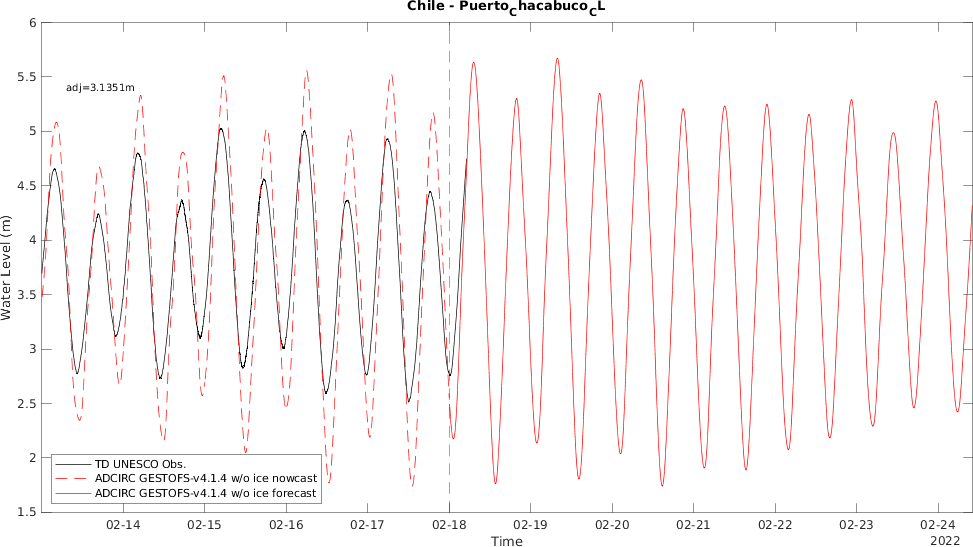 Chile - Puerto_Chacabuco_CL
adj=3.1351m
6
5.5
5
4.5
4
3.5
3
2.5
2
1.5
Water Level (m)
TD UNESCO Obs.
ADCIRC GESTOFS-v4.1.4 w/o ice nowcast
ADCIRC GESTOFS-v4.1.4 w/o ice forecast
02-14 02-15 02-16 02-17 02-18 02-19 02-20 02-21 02-22 02-23 02-24
Time
2022